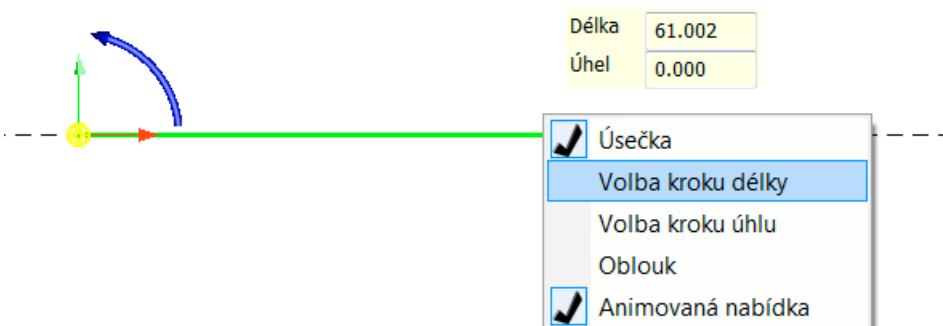 Délka 61.002
Úhel 0.000
Úsečka
Volba kroku délky
Volba kroku úhlu
Oblouk
Animovaná nabídka